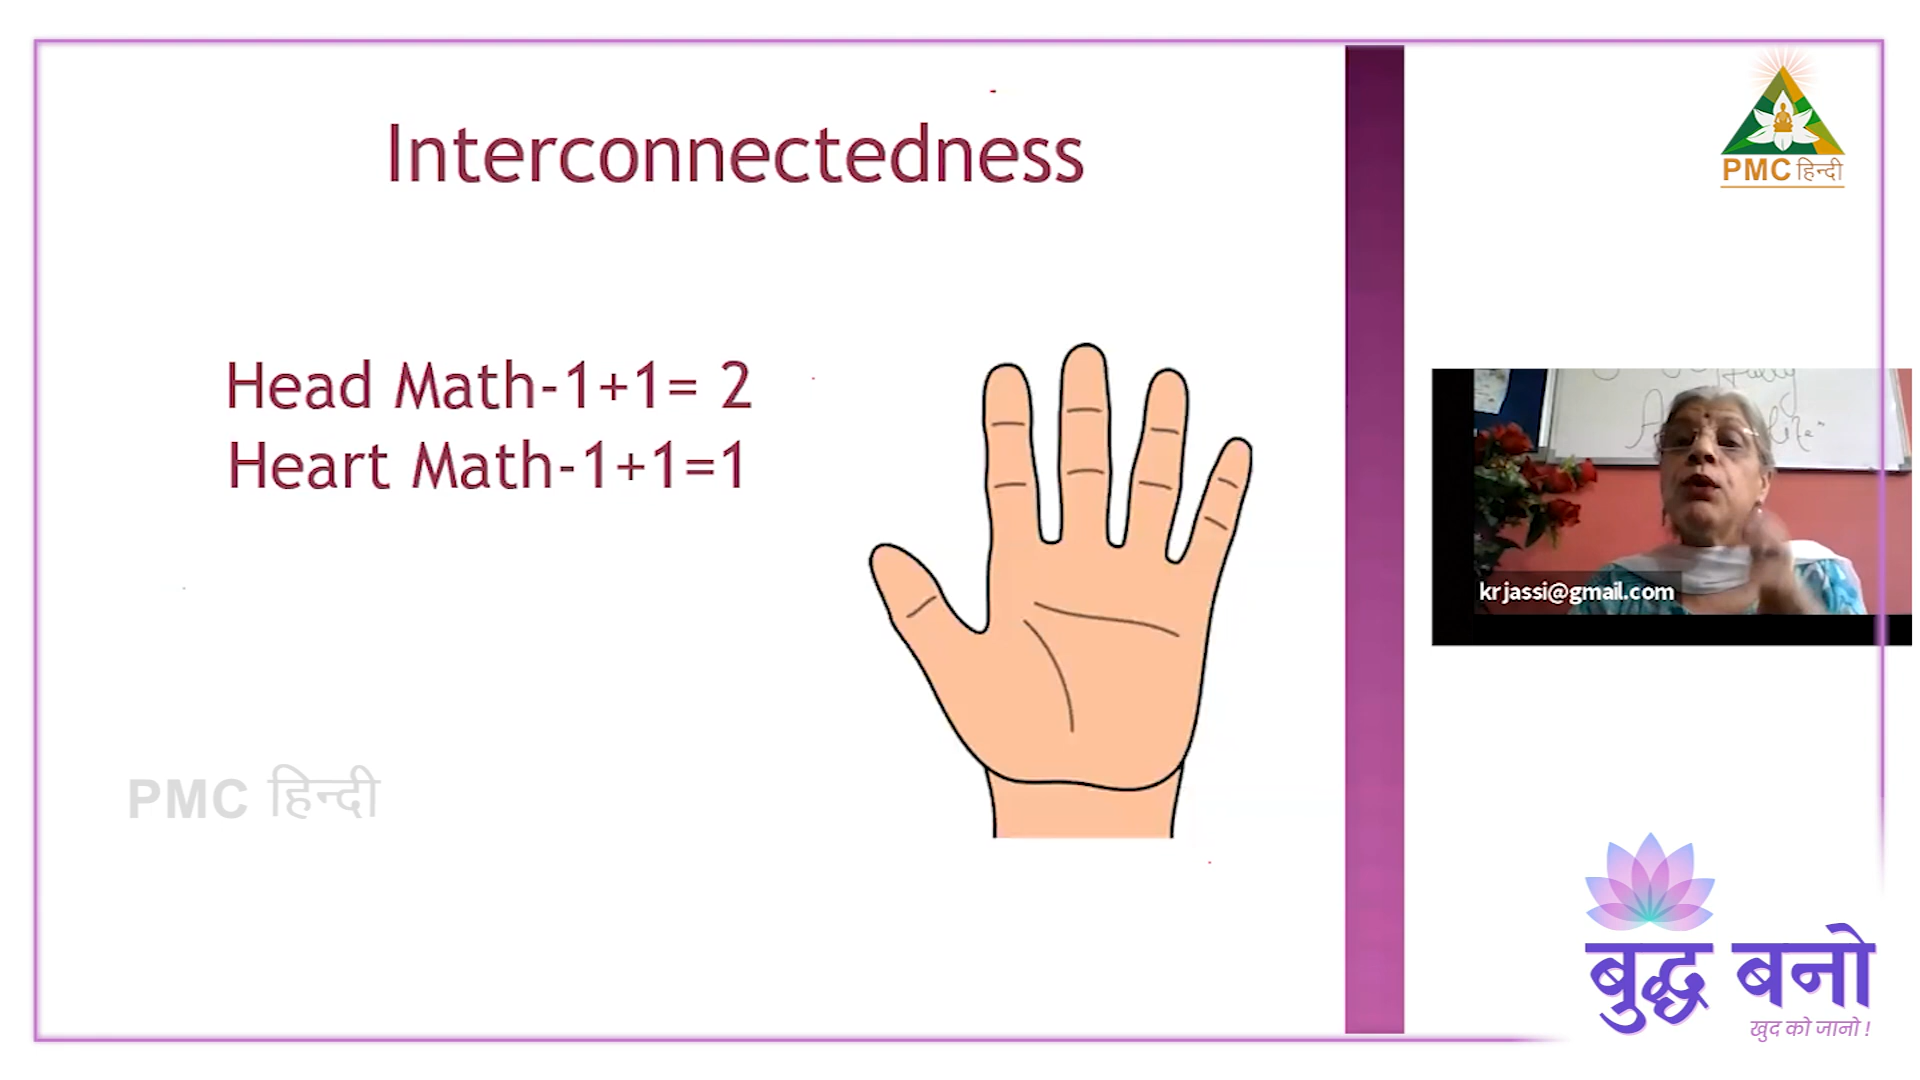 Interconnectedness
Head Math-1+1= 2
Heart Math-1+1=1
PMC हिन्दी
PMC हिन्दी
krjassi@gmail.com
बुद्ध बनो
खुद को जानो !